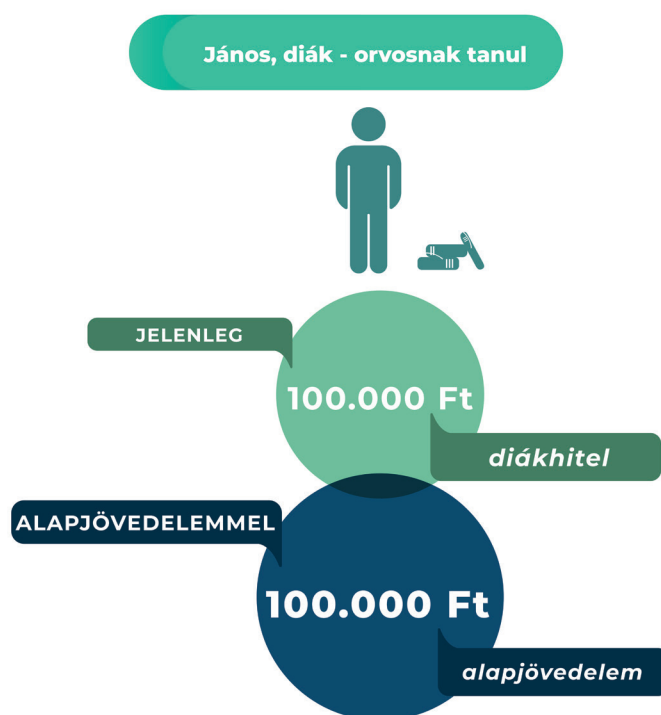 János, diák - orvosnak tanul
JELENLEG
100.000 Ft
diákhitel
ALAPJÖVEDELEMMEL
100.000 Ft
alapjövedelem